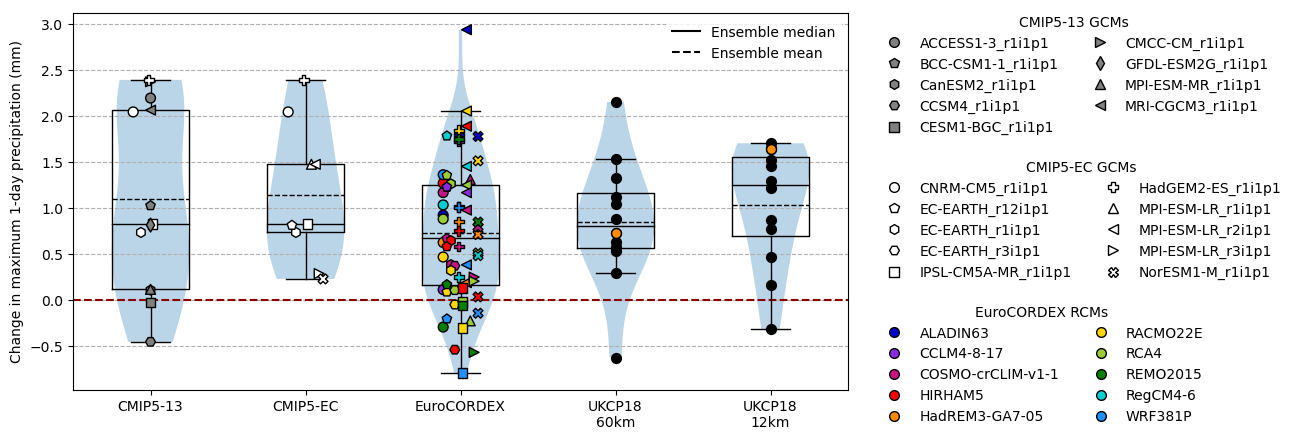 Change in maximum 1-day precipitation (mm)
3.0
2.5
2.0
1.5
1.0
0.5
0.0
−0.5
Ensemble median
Ensemble mean
CMIP5-13
CMIP5-EC
EuroCORDEX
UKCP18
60km
UKCP18
12km
CMIP5-13 GCMs
ACCESS1-3_r1i1p1
BCC-CSM1-1_r1i1p1
CanESM2_r1i1p1
CCSM4_r1i1p1
CESM1-BGC_r1i1p1
CMCC-CM_r1i1p1
GFDL-ESM2G_r1i1p1
MPI-ESM-MR_r1i1p1
MRI-CGCM3_r1i1p1
CMIP5-EC GCMs
CNRM-CM5_r1i1p1
EC-EARTH_r12i1p1
EC-EARTH_r1i1p1
EC-EARTH_r3i1p1
IPSL-CM5A-MR_r1i1p1
HadGEM2-ES_r1i1p1
MPI-ESM-LR_r1i1p1
MPI-ESM-LR_r2i1p1
MPI-ESM-LR_r3i1p1
NorESM1-M_r1i1p1
EuroCORDEX RCMs
ALADIN63
CCLM4-8-17
COSMO-crCLIM-v1-1
HIRHAM5
HadREM3-GA7-05
RACMO22E
RCA4
REMO2015
RegCM4-6
WRF381P